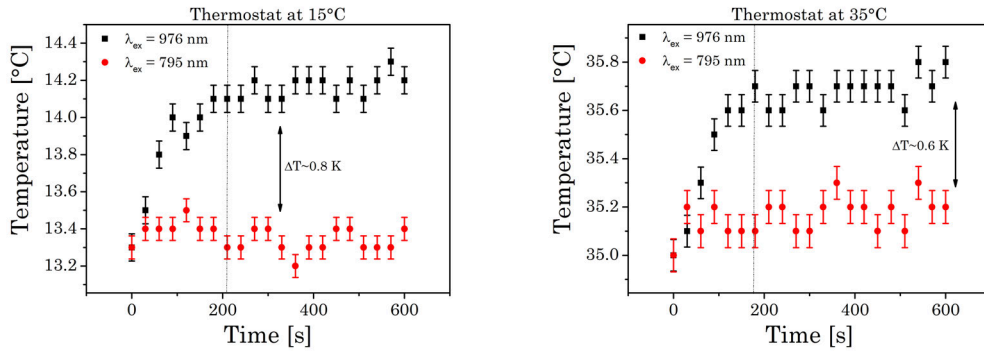 Thermostat at 15°C
λex = 976 nm
λex = 795 nm
ΔT~0.8 K
14.4
14.2
14.0
13.8
13.6
13.4
13.2
Temperature [°C]
0 200 400 600
Time [s]
Thermostat at 35°C
λex = 976 nm
λex = 795 nm
ΔT~0.6 K
35.8
35.6
35.4
35.2
35.0
Temperature [°C]
0 200 400 600
Time [s]